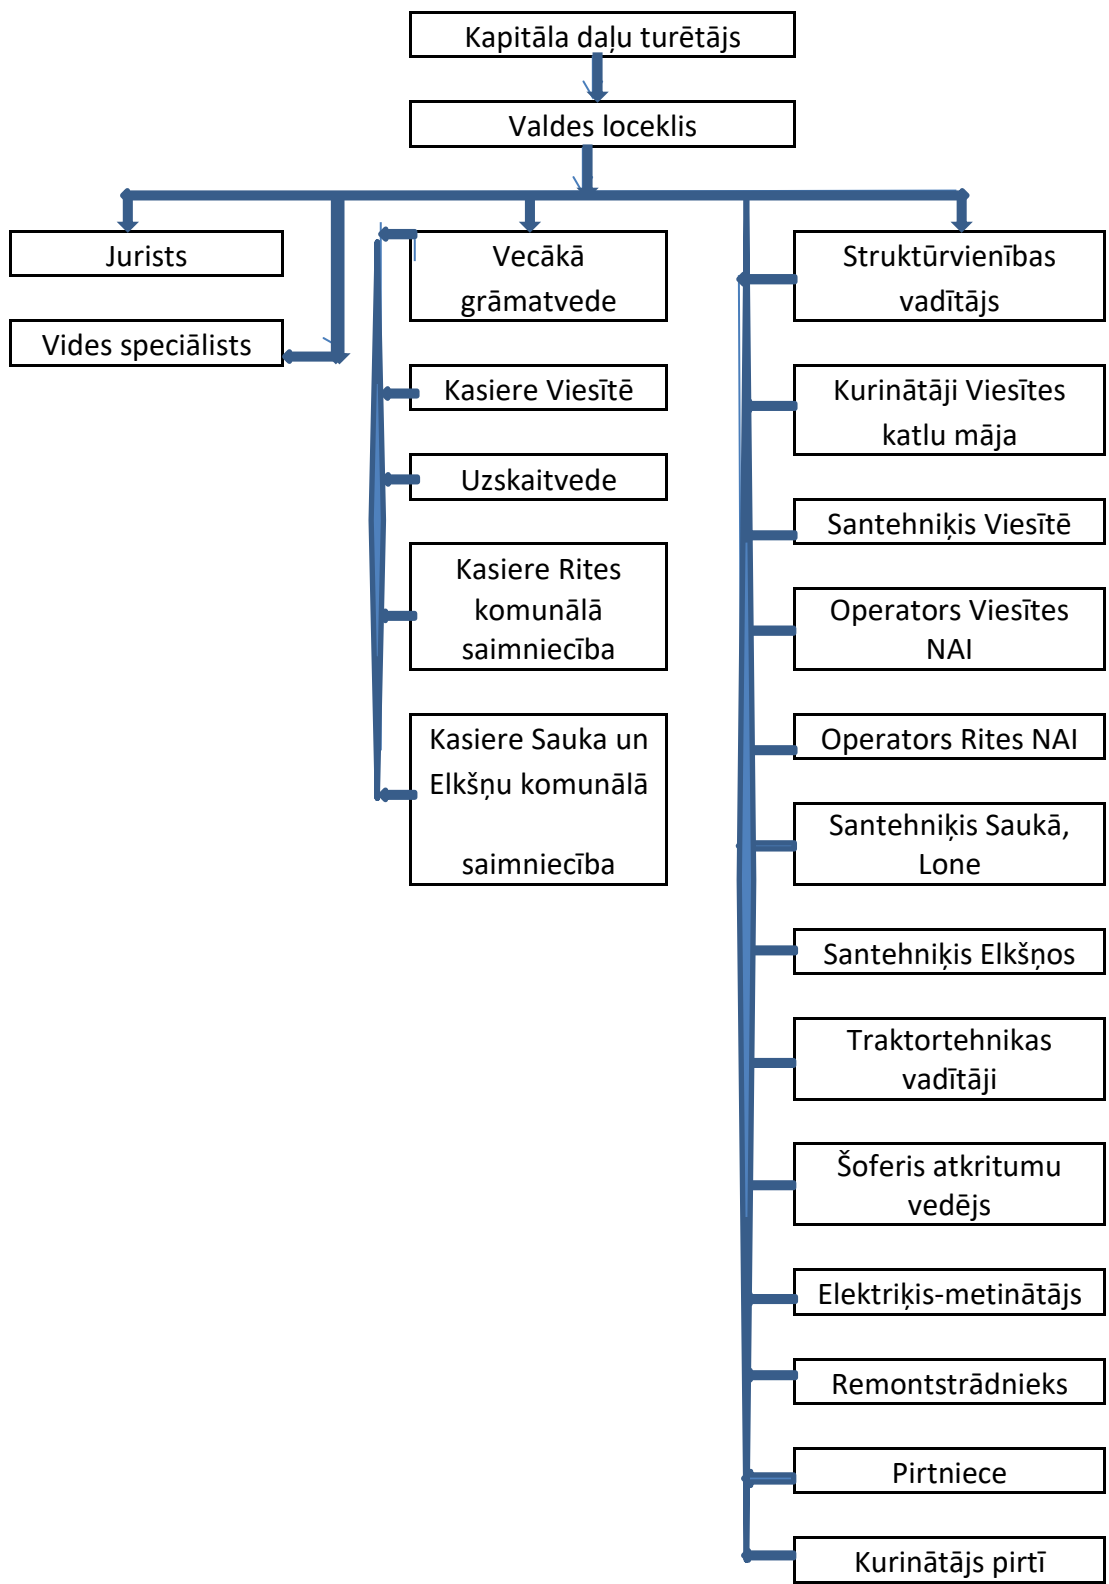 Kapitāla daļu turētājs
Valdes loceklis
Jurists
Vides speciālists
Vecākā
grāmatvede
Kasiere Viesītē
Uzskaitvede
Kasiere Rites
komunālā
saimniecība
Kasiere Sauka un
Elkšņu komunālā
saimniecība
Struktūrvienības
vadītājs
Kurinātāji Viesītes
katlu māja
Santehniķis Viesītē
Operators Viesītes
NAI
Operators Rites NAI
Santehniķis Saukā,
Lone
Santehniķis Elkšņos
Traktortehnikas
vadītāji
Šoferis atkritumu
vedējs
Elektriķis-metinātājs
Remontstrādnieks
Pirtniece
Kurinātājs pirtī